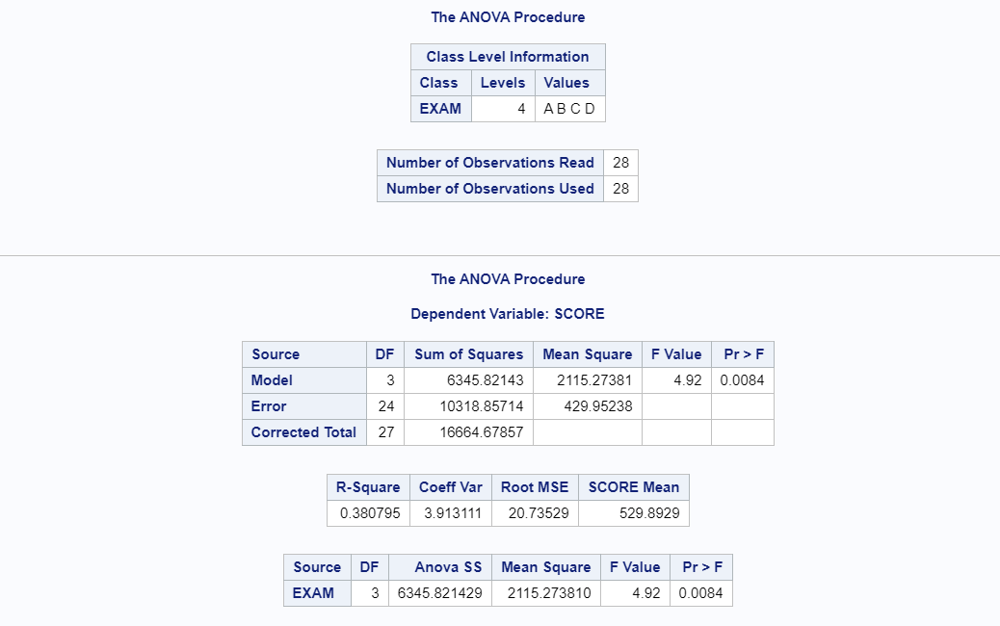 The ANOVA Procedure
Class Level Information
Class Levels Values
EXAM 4 A B C D
Number of Observations Read 28
Number of Observations Used 28
The ANOVA Procedure
Dependent Variable: SCORE
Source DF Sum of Squares Mean Square F Value Pr > F
Model 3 6345.82143 2115.27381 4.92 0.0084
Error 24 10318.85714 429.95238
Corrected Total 27 16664.67857
R-Square Coeff Var Root MSE SCORE Mean
0.380795 3.913111 20.73529 529.8929
Source DF Anova SS Mean Square F Value Pr > F
EXAM 3 6345.821429 2115.273810 4.92 0.0084